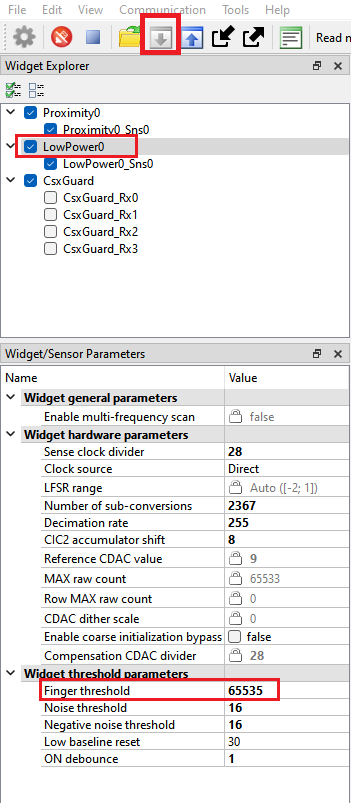 File Edit View Communication Tools Help
Read n
Widget Explorer
Proximity0
Proximity0_Sns0
LowPower0
LowPower0_Sns0
CsxGuard
CsxGuard_Rx0
CsxGuard_Rx1
CsxGuard_Rx2
CsxGuard_Rx3
Widget/Sensor Parameters
Name Value
Widget general parameters
Enable multi-frequency scan false
Widget hardware parameters
Sense clock divider 28
Clock source Direct
LFSR range Auto ([-2; 1])
Number of sub-conversions 2367
Decimation rate 255
CIC2 accumulator shift 8
Reference CDAC value 9
MAX raw count 65533
Row MAX raw count 0
CDAC dither scale 0
Enable coarse initialization bypass false
Compensation CDAC divider 28
Widget threshold parameters
Finger threshold 65535
Noise threshold 16
Negative noise threshold 16
Low baseline reset 30
ON debounce 1